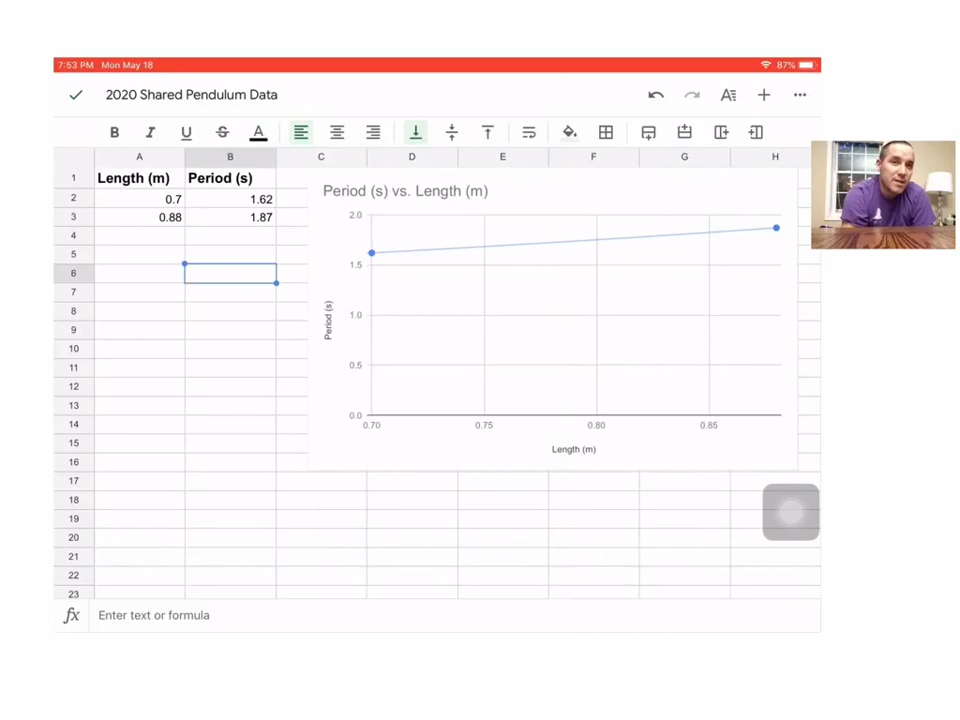 7:53 PM Mon May 18 87%
2020 Shared Pendulum Data
B I U S A
A B C D E F G H
1 Length (m) Period (s)
2 0.7 1.62
3 0.88 1.87
4
5
6
7
8
9
10
11
12
13
14
15
16
17
18
19
20
21
22
23
Period (s) vs. Length (m)
2.0
1.5
1.0
0.5
0.0
Period (s)
0.70 0.75 0.80 0.85
Length (m)
fx Enter text or formula